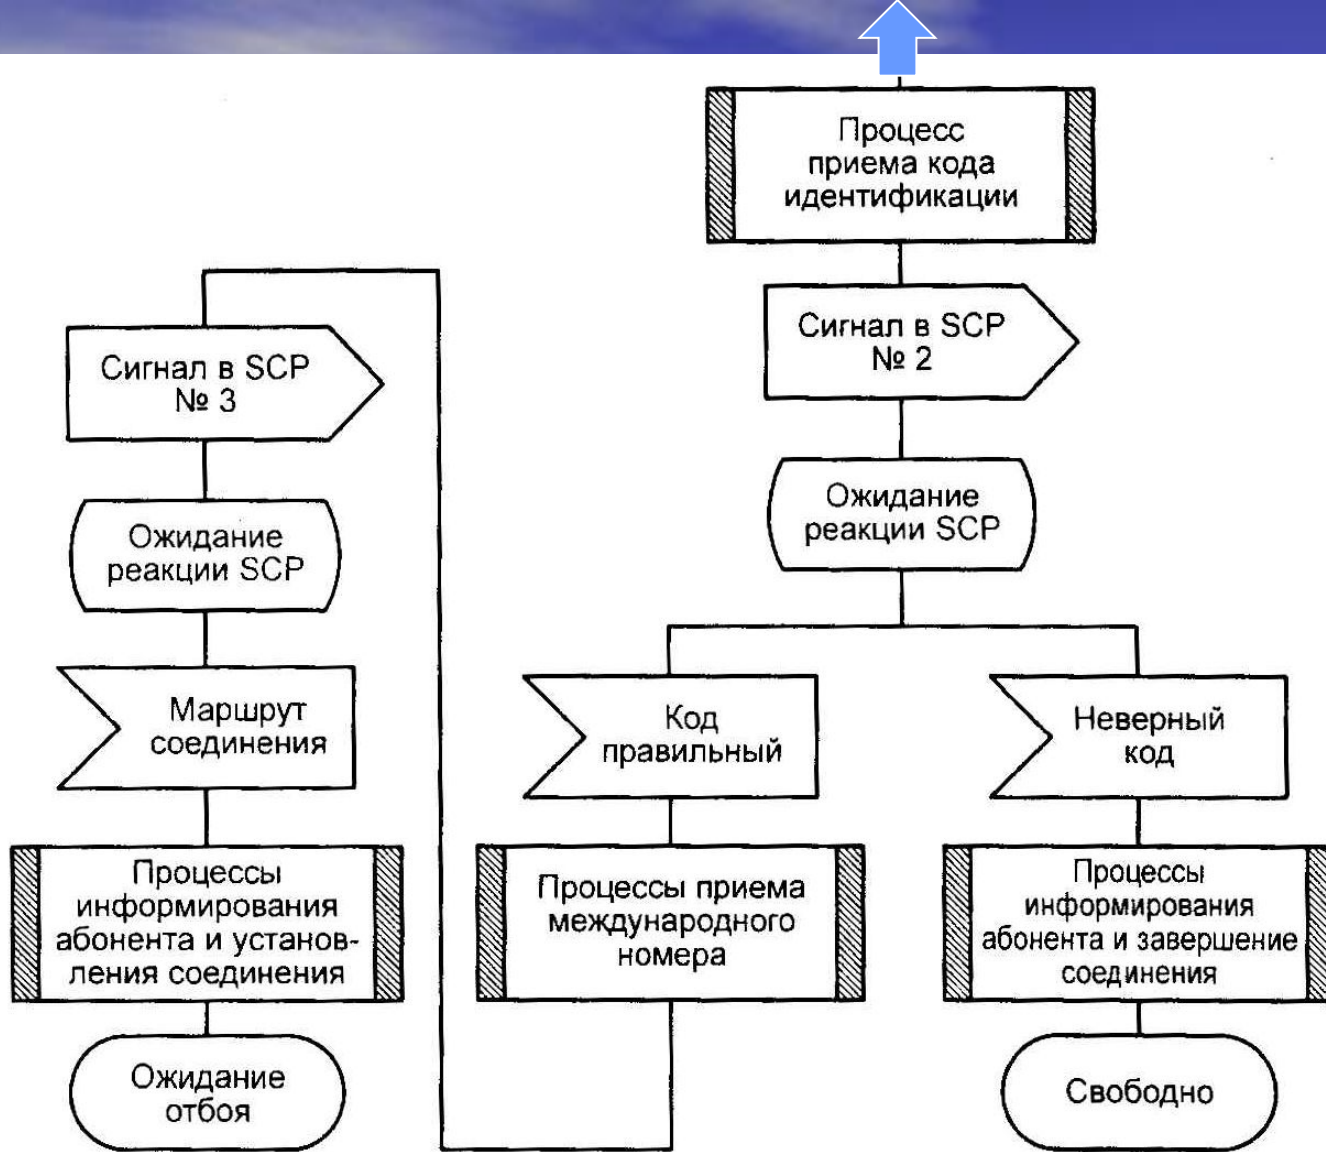 Процесс
приема кода
идентификации
Сигнал в SCP
№ 2
Ожидание
реакции SCP
Код
правильный
Неверный
код
Процессы приема
международного
номера
Процессы
информирования
абонента и завершение
соединения
Свободно
Сигнал в SCP
№ 3
Ожидание
реакции SCP
Маршрут
соединения
Процессы
информирования
абонента и установ-
ления соединения
Ожидание
отбоя